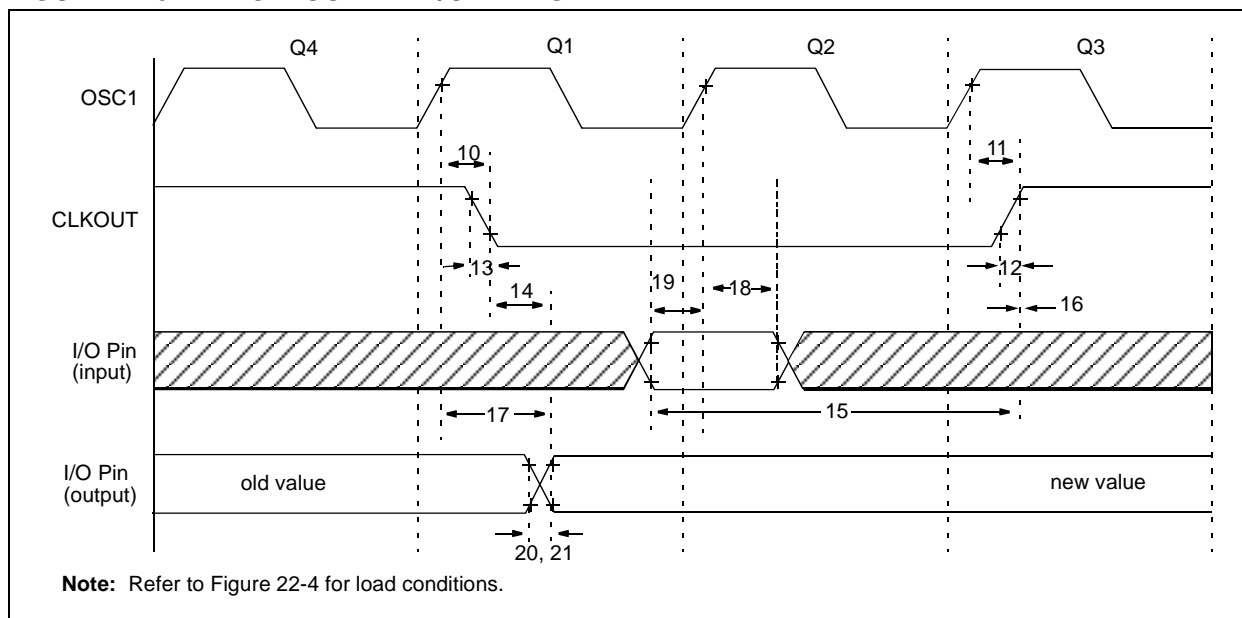 Q4 Q1 Q2 Q3
OSC1
10 11
CLKOUT
13 12
14 19 18 16
I/O Pin
(input)
17 15
I/O Pin
(output)
old value new value
20, 21
Note: Refer to Figure 22-4 for load conditions.